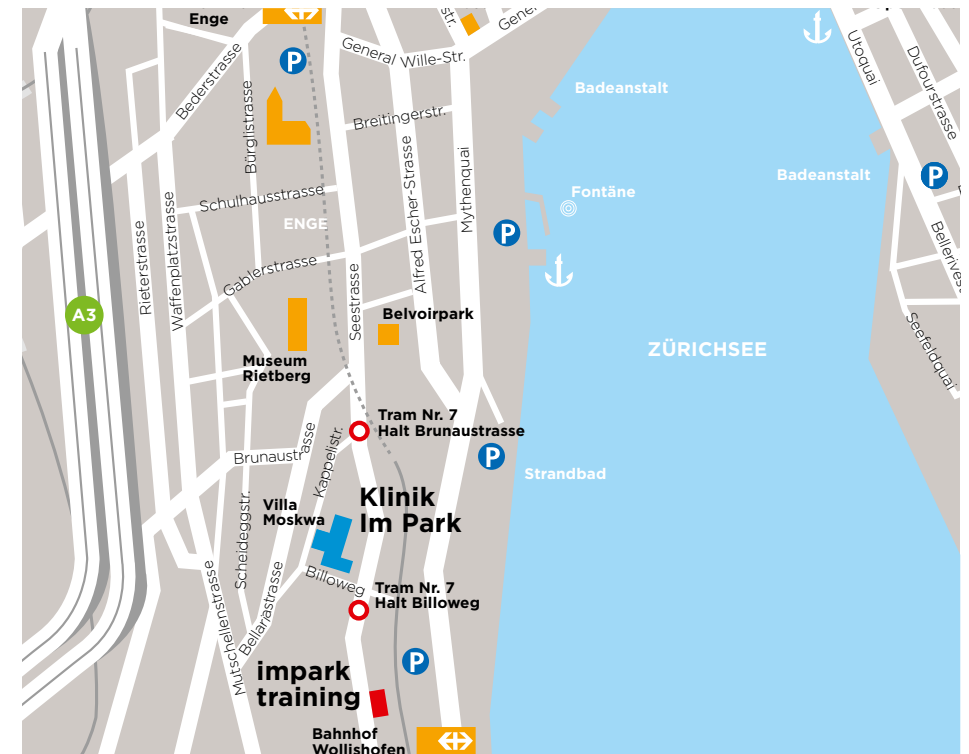 Enge
General Wille-Str.
Bederstrasse
P
Bürglistrasse
Breitingerstr.
Badeanstalt
Utoquai
Dufourstrasse
Badeanstalt
P
Schulhausstrasse
ENGE
Fontäne
Alfred Escher-Strasse
Mythenquai
P
Rieterstrasse
Waffenplatzstrasse
Gablerstrasse
Seestrasse
A3
Belvoirpark
ZÜRICHSEE
Seefeldquai
Museum
Rietberg
Tram Nr. 7
Halt Brunaustrasse
Brunaustrasse
Kappelistr.
P
Strandbad
Villa
Moskwa
Klinik
Im Park
Scheideggstr.
Billoweg
Tram Nr. 7
Halt Billoweg
Mutschellenstrasse
Bellariastrasse
P
impark
training
Bahnhof
Wollishofen